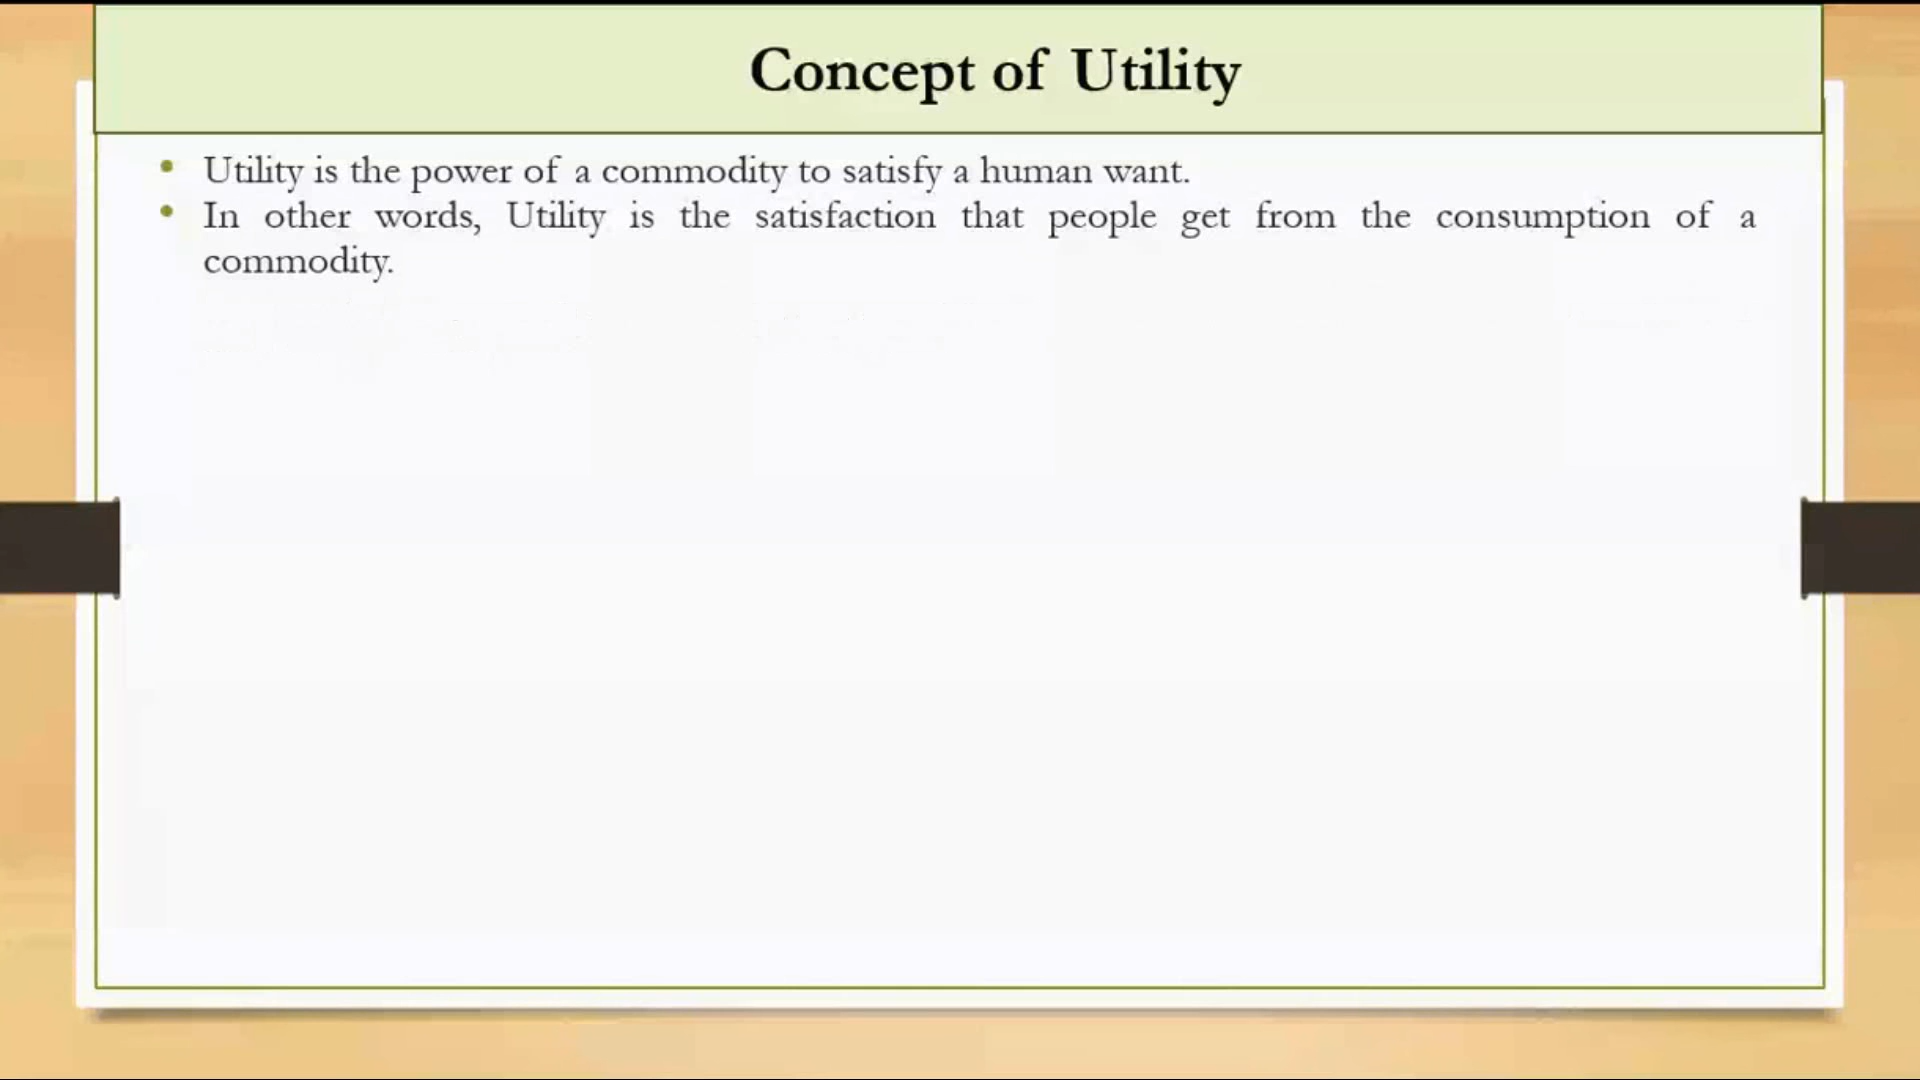 Concept of Utility
• Utility is the power of a commodity to satisfy a human want.
• In other words, Utility is the satisfaction that people get from the consumption of a
commodity.